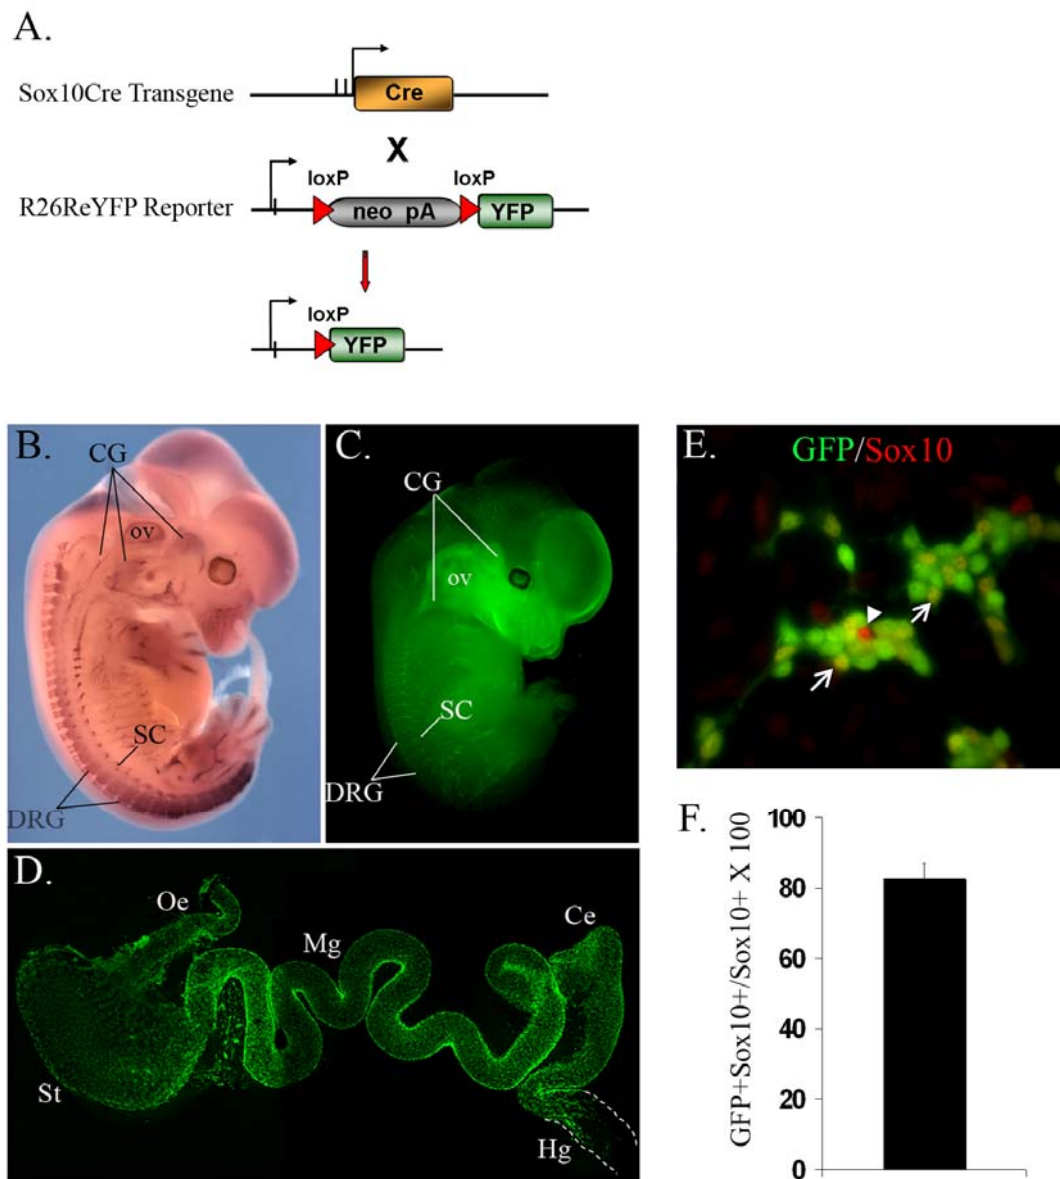 A.
Sox10Cre Transgene
Cre
X
loxP loxP
R26ReYFP Reporter
neo pA YFP
loxP
YFP
B.
CG
ov
SC
DRG
C.
CG
ov
SC
DRG
D.
Oe
Mg
Ce
St
Hg
E.
GFP/Sox10
F.
GFP+Sox10+/Sox10+ X 100
100
80
60
40
20
0